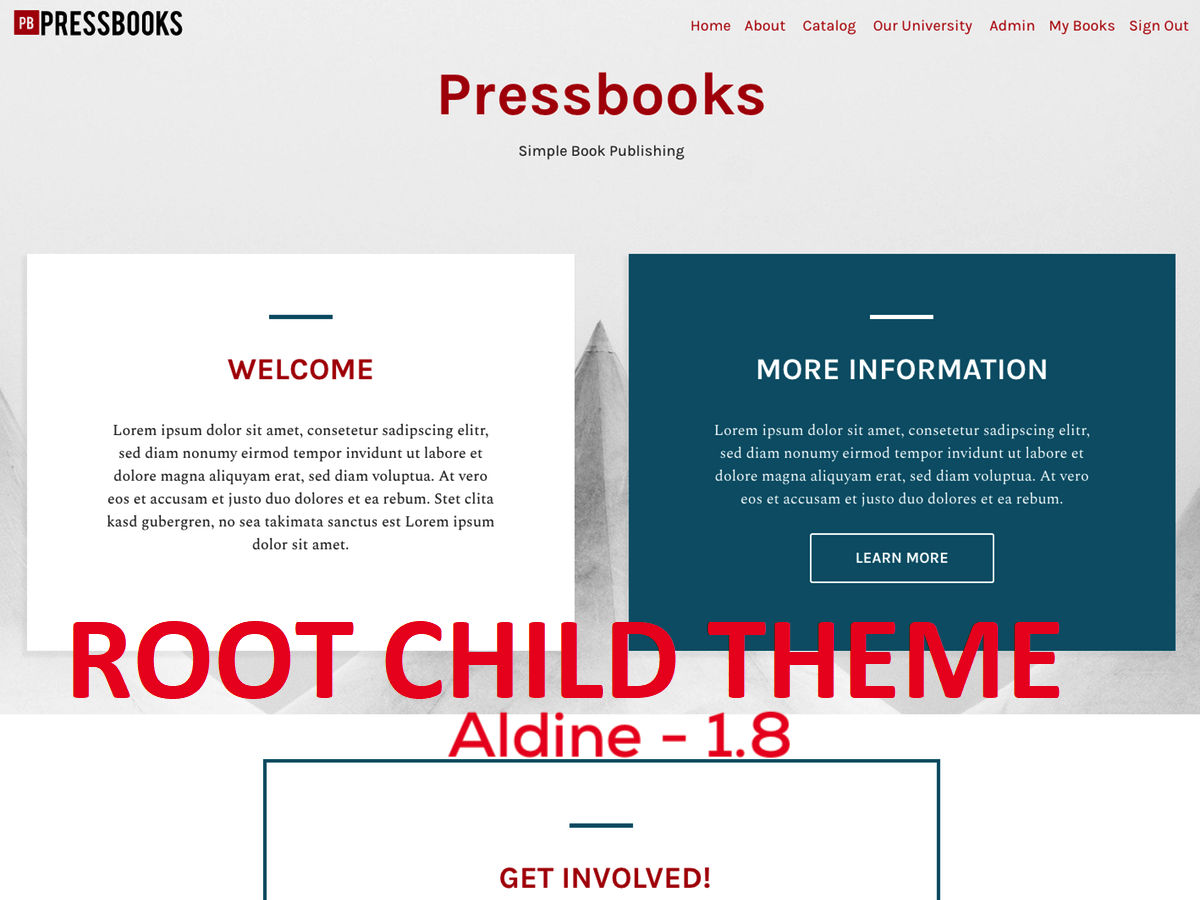 PB PRESSBOOKS
Home About Catalog Our University Admin My Books Sign Out
Pressbooks
Simple Book Publishing
WELCOME
Lorem ipsum dolor sit amet, consetetur sadipscing elitr,
sed diam nonumy eirmod tempor invidunt ut labore et
dolore magna aliquyam erat, sed diam voluptua. At vero
eos et accusam et justo duo dolores et ea rebum. Stet clita
kasd gubergren, no sea takimata sanctus est Lorem ipsum
dolor sit amet.
MORE INFORMATION
Lorem ipsum dolor sit amet, consetetur sadipscing elitr,
sed diam nonumy eirmod tempor invidunt ut labore et
dolore magna aliquyam erat, sed diam voluptua. At vero
eos et accusam et justo duo dolores et ea rebum.
LEARN MORE
ROOT CHILD THEME
Aldine - 1.8
GET INVOLVED!